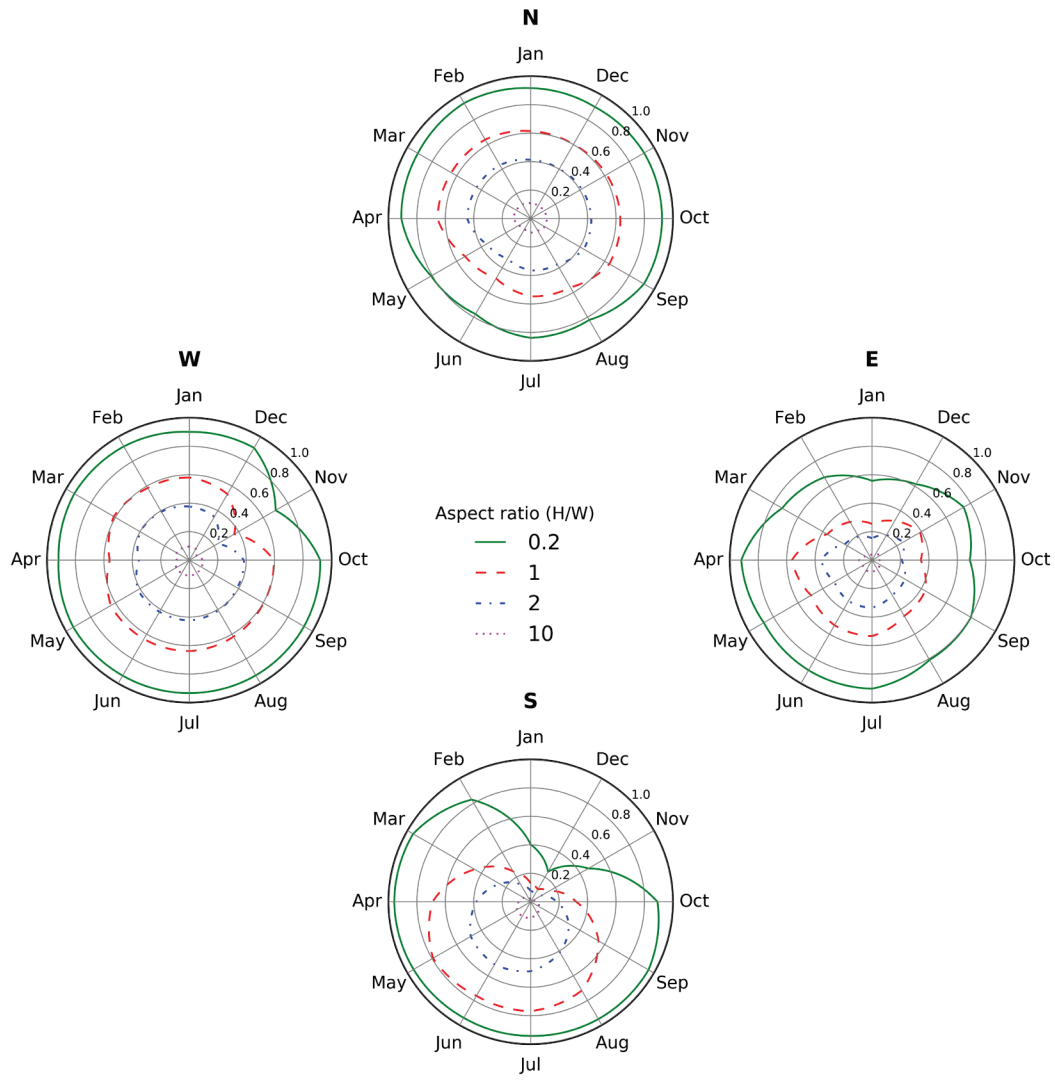 N
Jan
Feb
Dec
1.0
Mar
0.8
Nov
0.6
0.4
0.2
Apr
Oct
May
Sep
Jun
Aug
Jul
W
Jan
Feb
Dec
1.0
Mar
0.8
Nov
0.6
0.4
0.2
Apr
Oct
May
Sep
Jun
Aug
Jul
Aspect ratio (H/W)
0.2
1
2
10
E
Jan
Feb
Dec
1.0
Mar
0.8
Nov
0.6
0.4
0.2
Apr
Oct
May
Sep
Jun
Aug
Jul
S
Jan
Feb
Dec
1.0
Mar
0.8
Nov
0.6
0.4
0.2
Apr
Oct
May
Sep
Jun
Aug
Jul